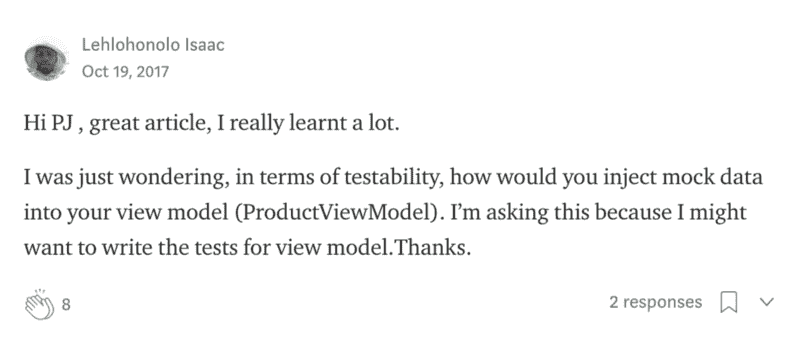 Lehlohonolo Isaac
Oct 19, 2017
Hi PJ , great article, I really learnt a lot.
I was just wondering, in terms of testability, how would you inject mock data
into your view model (ProductViewModel). I’m asking this because I might
want to write the tests for view model.Thanks.
8
2 responses